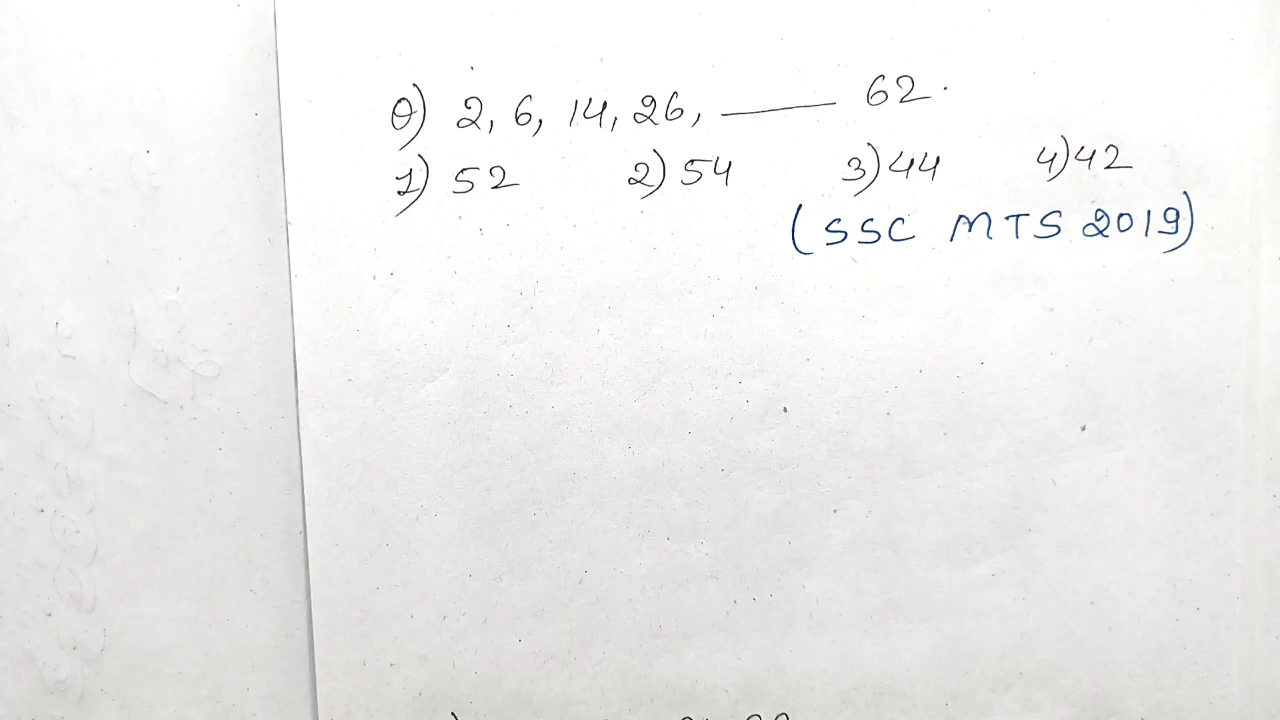 Q) 2, 6, 14, 26, ____ 62.
1) 52 2) 54 3) 44 4) 42
(SSC MTS 2019)